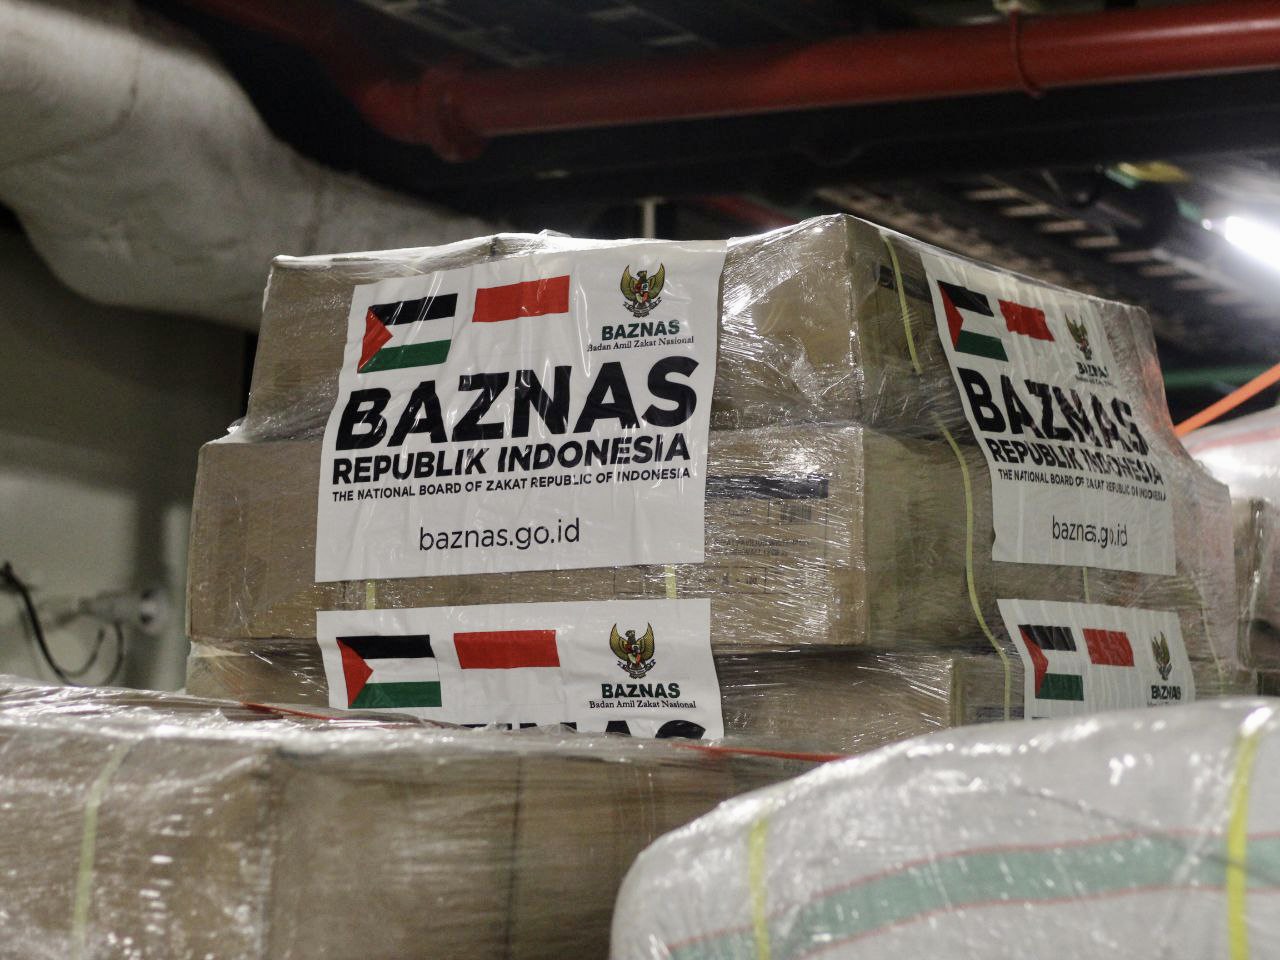 BAZNAS
Badan Amil Zakat Nasional
BAZNAS
REPUBLIK INDONESIA
THE NATIONAL BOARD OF ZAKAT REPUBLIC OF INDONESIA
baznas.go.id
BAZNAS
BAZNAS
REPUBLIK INDONESIA
THE NATIONAL BOARD OF ZAKAT REPUBLIC OF INDONESIA
baznas.go.id
BAZNAS
Badan Amil Zakat Nasional
BAZNAS